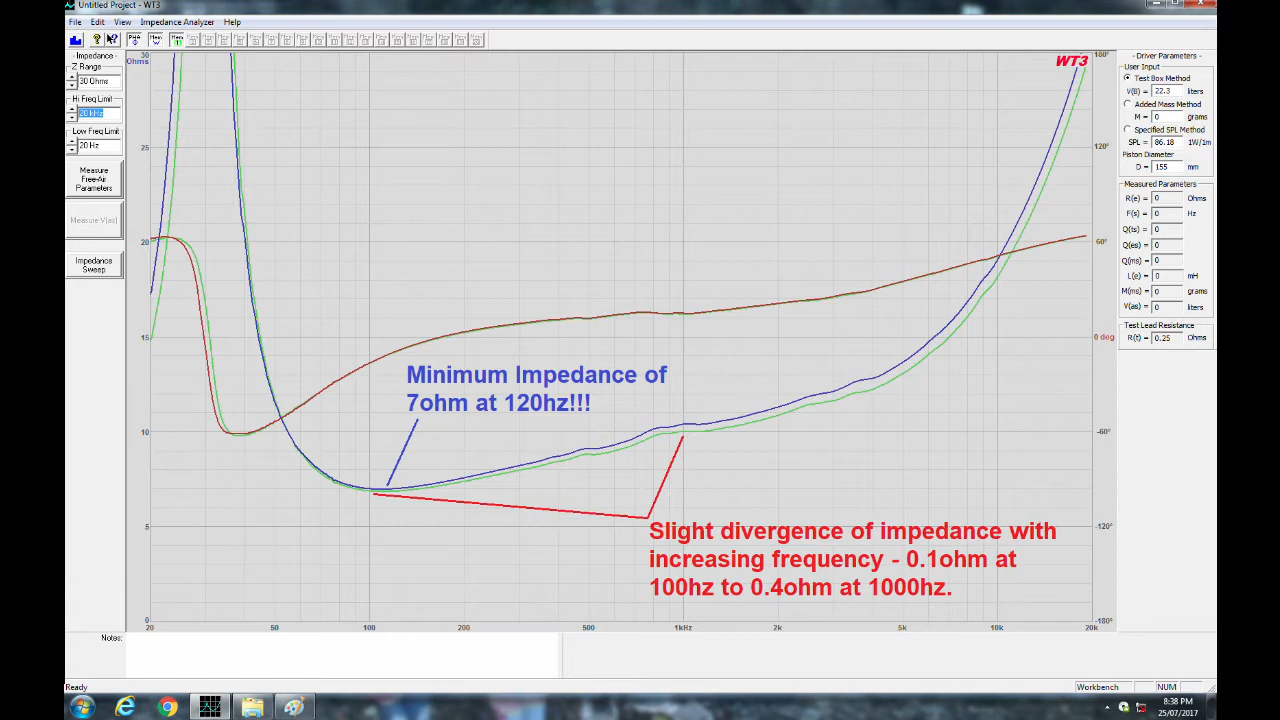 Untitled Project - WT3
File Edit View Impedance Analyzer Help
PHA
Mem
Mem
- Impedance -
Z Range
30 Ohms
Hi Freq Limit
20 kHz
Low Freq Limit
20 Hz
Measure
Free-Air
Parameters
Measure V(as)
Impedance
Sweep
30
Ohms
25
20
15
10
5
0
WT3
180°
120°
60°
0 deg
-60°
-120°
-180°
Minimum Impedance of
7ohm at 120hz!!!
Slight divergence of impedance with
increasing frequency - 0.1ohm at
100hz to 0.4ohm at 1000hz.
20 50 100 200 500 1kHz 2k 5k 10k 20k
- Driver Parameters -
User Input
Test Box Method
V(B) = 22.3 liters
Added Mass Method
M = 0 grams
Specified SPL Method
SPL = 86.18 1W/1m
Piston Diameter
D = 155 mm
Measured Parameters
R(e) = 0 Ohms
F(s) = 0 Hz
Q(ts) = 0
Q(es) = 0
Q(ms) = 0
L(e) = 0 mH
M(ms) = 0 grams
V(as) = 0 liters
Test Lead Resistance
R(t) = 0.25 Ohms
Notes:
Ready
Workbench NUM
8:38 PM
25/07/2017